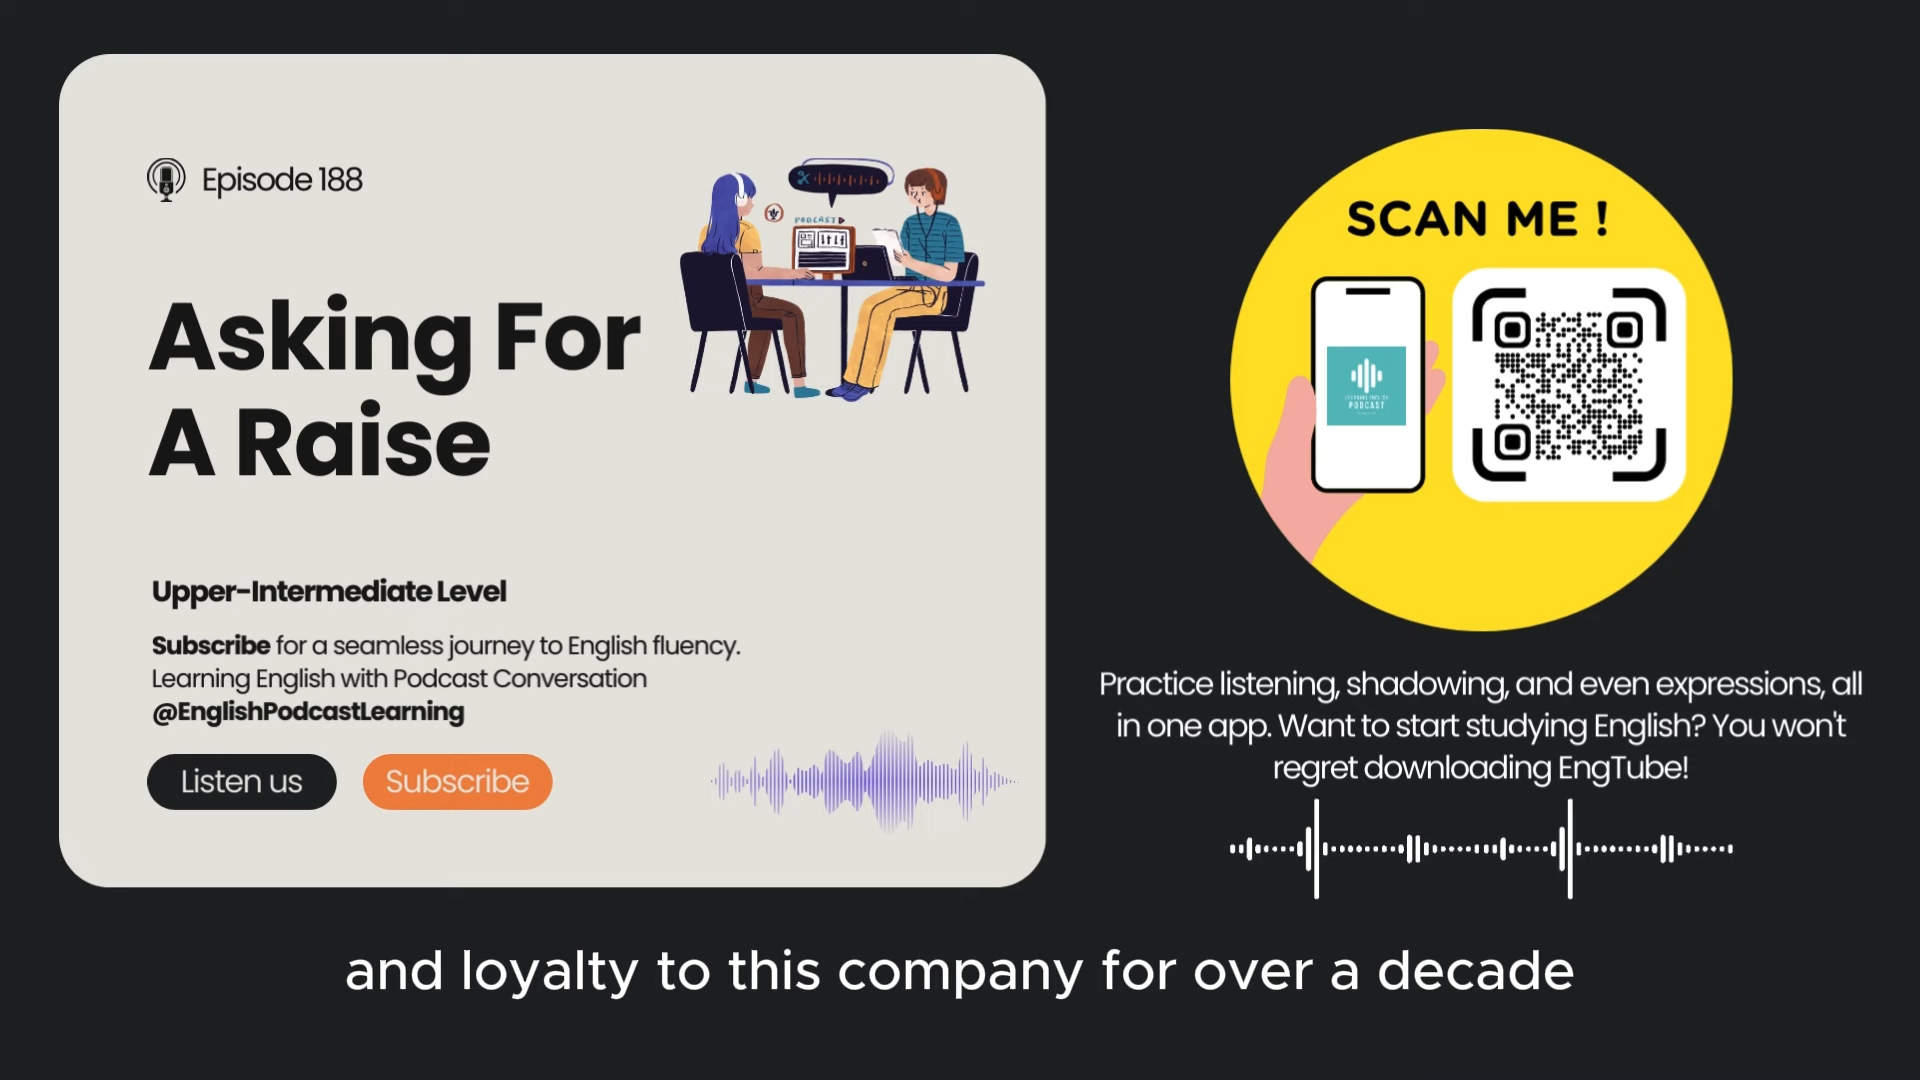 Episode 188
PODCAST
Asking For
A Raise
Upper-Intermediate Level
Subscribe for a seamless journey to English fluency.
Learning English with Podcast Conversation
@EnglishPodcastLearning
Listen us
Subscribe
SCAN ME !
PODCAST
Practice listening, shadowing, and even expressions, all
in one app. Want to start studying English? You won't
regret downloading EngTube!
and loyalty to this company for over a decade